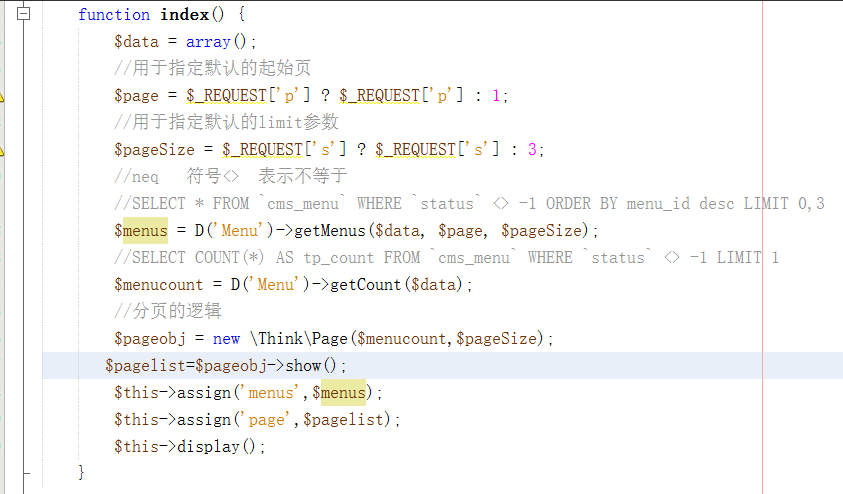 function index() {
$data = array();
//用于指定默认的起始页
$page = $_REQUEST['p'] ? $_REQUEST['p'] : 1;
//用于指定默认的limit参数
$pageSize = $_REQUEST['s'] ? $_REQUEST['s'] : 3;
//neq   符号<>  表示不等于
//SELECT * FROM `cms_menu` WHERE `status` <> -1 ORDER BY menu_id desc LIMIT 0,3
$menus = D('Menu')->getMenus($data, $page, $pageSize);
//SELECT COUNT(*) AS tp_count FROM `cms_menu` WHERE `status` <> -1 LIMIT 1
$menucount = D('Menu')->getCount($data);
//分页的逻辑
$pageobj = new \Think\Page($menucount,$pageSize);
$pagelist=$pageobj->show();
$this->assign('menus',$menus);
$this->assign('page',$pagelist);
$this->display();
}